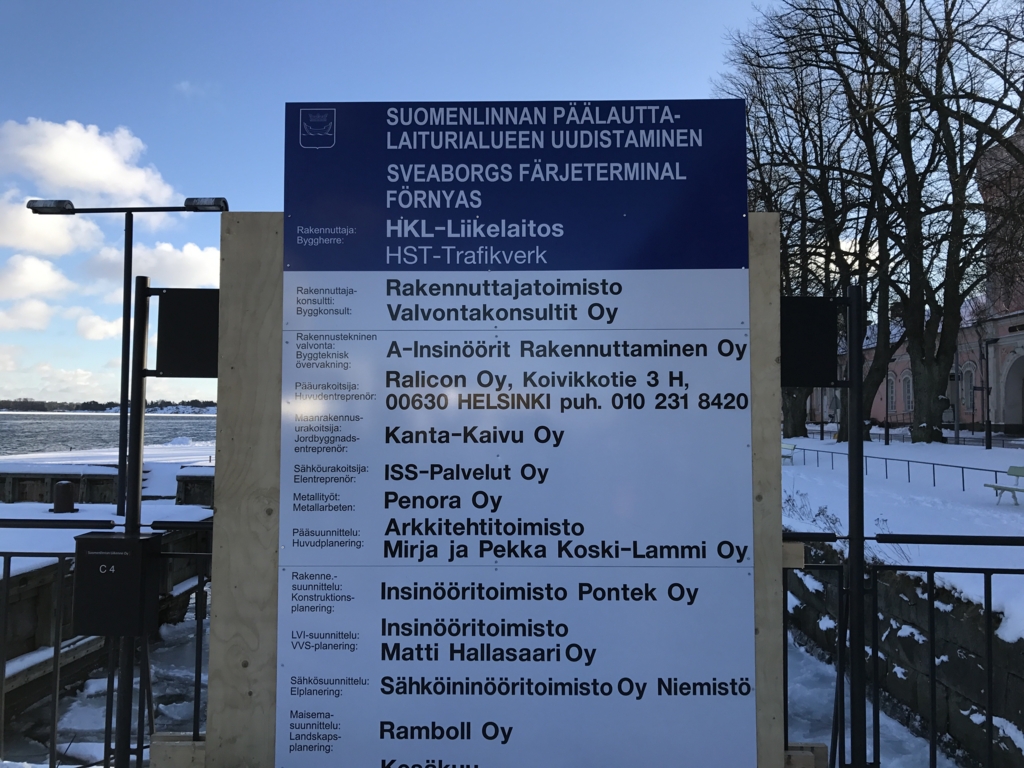 SUOMENLINNAN PÄÄLAUTTA-
LAITURIALUEEN UUDISTAMINEN
SVEABORGS FÄRJETERMINAL
FÖRNYAS
Rakennuttaja:
Byggherre:
HKL-Liikelaitos
HST-Trafikverk
Rakennuttaja-
konsultti:
Byggkonsult:
Rakennuttajatoimisto
Valvontakonsultit Oy
Rakennustekninen
valvonta:
Byggteknisk
övervakning:
A-Insinöörit Rakennuttaminen Oy
Pääurakoitsija:
Huvudentreprenör:
Ralicon Oy, Koivikkotie 3 H,
00630 HELSINKI puh. 010 231 8420
Maanrakennus-
urakoitsija:
Jordbyggnads-
entreprenör:
Kanta-Kaivu Oy
Sähköurakoitsija:
Elentreprenör:
ISS-Palvelut Oy
Metallityöt:
Metallarbeten:
Penora Oy
Pääsuunnittelu:
Huvudplanering:
Arkkitehtitoimisto
Mirja ja Pekka Koski-Lammi Oy
Rakenne.-
suunnittelu:
Konstruktions-
planering:
Insinööritoimisto Pontek Oy
LVI-suunnittelu:
VVS-planering:
Insinööritoimisto
Matti Hallasaari Oy
Sähkösuunnittelu:
Elplanering:
Sähköininööritoimisto Oy Niemistö
Maisema-
suunnittelu:
Landskaps-
planering:
Ramboll Oy
C 4